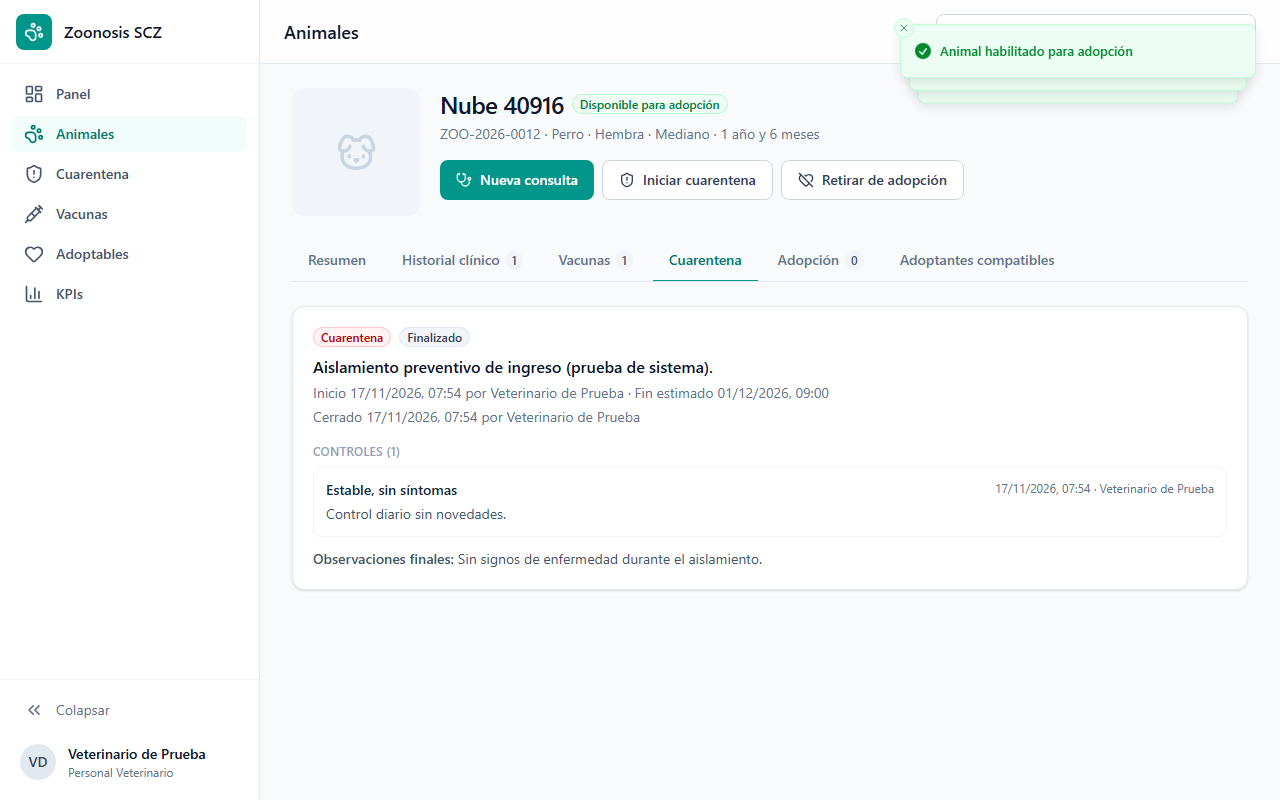 Zoonosis SCZ
Panel
Animales
Cuarentena
Vacunas
Adoptables
KPIs
Colapsar
VD
Veterinario de Prueba
Personal Veterinario
Animales
Animal habilitado para adopción
Nube 40916 Disponible para adopción
ZOO-2026-0012 · Perro · Hembra · Mediano · 1 año y 6 meses
Nueva consulta Iniciar cuarentena Retirar de adopción
Resumen Historial clínico 1 Vacunas 1 Cuarentena Adopción 0 Adoptantes compatibles
Cuarentena Finalizado
Aislamiento preventivo de ingreso (prueba de sistema).
Inicio 17/11/2026, 07:54 por Veterinario de Prueba · Fin estimado 01/12/2026, 09:00
Cerrado 17/11/2026, 07:54 por Veterinario de Prueba
CONTROLES (1)
Estable, sin síntomas 17/11/2026, 07:54 · Veterinario de Prueba
Control diario sin novedades.
Observaciones finales: Sin signos de enfermedad durante el aislamiento.